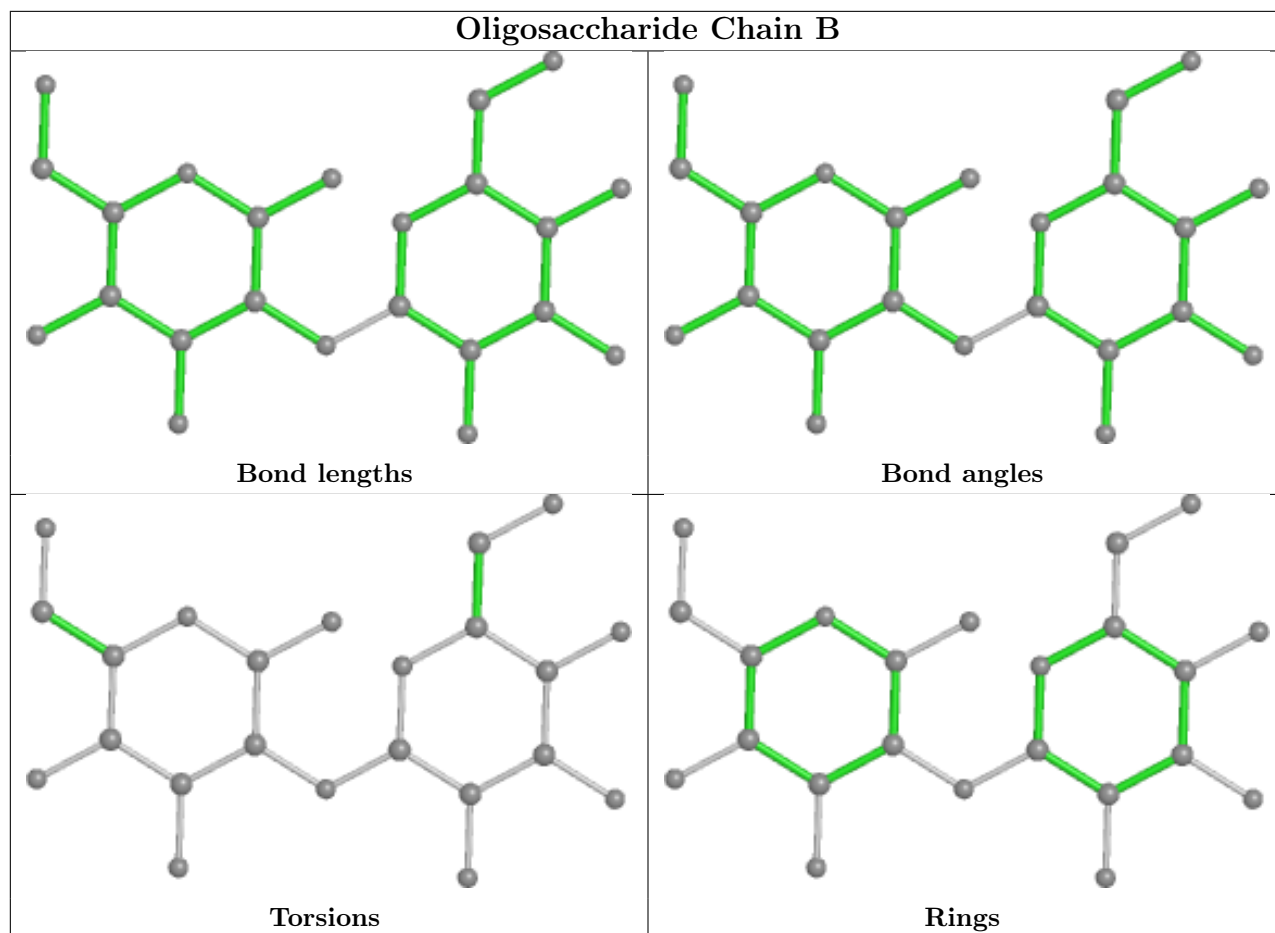 Oligosaccharide Chain B
Bond lengths
Bond angles
Torsions
Rings